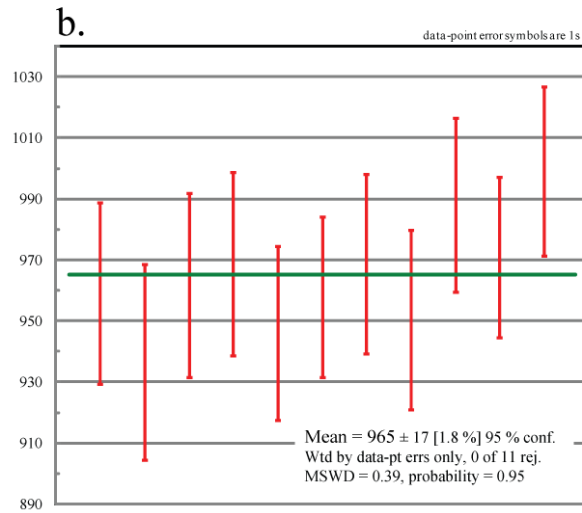 b.
data-point error symbols are 1s
1030
1010
990
970
950
930
910
890
Mean = 965 ± 17 [1.8 %] 95 % conf.
Wtd by data-pt errs only, 0 of 11 rej.
MSWD = 0.39, probability = 0.95